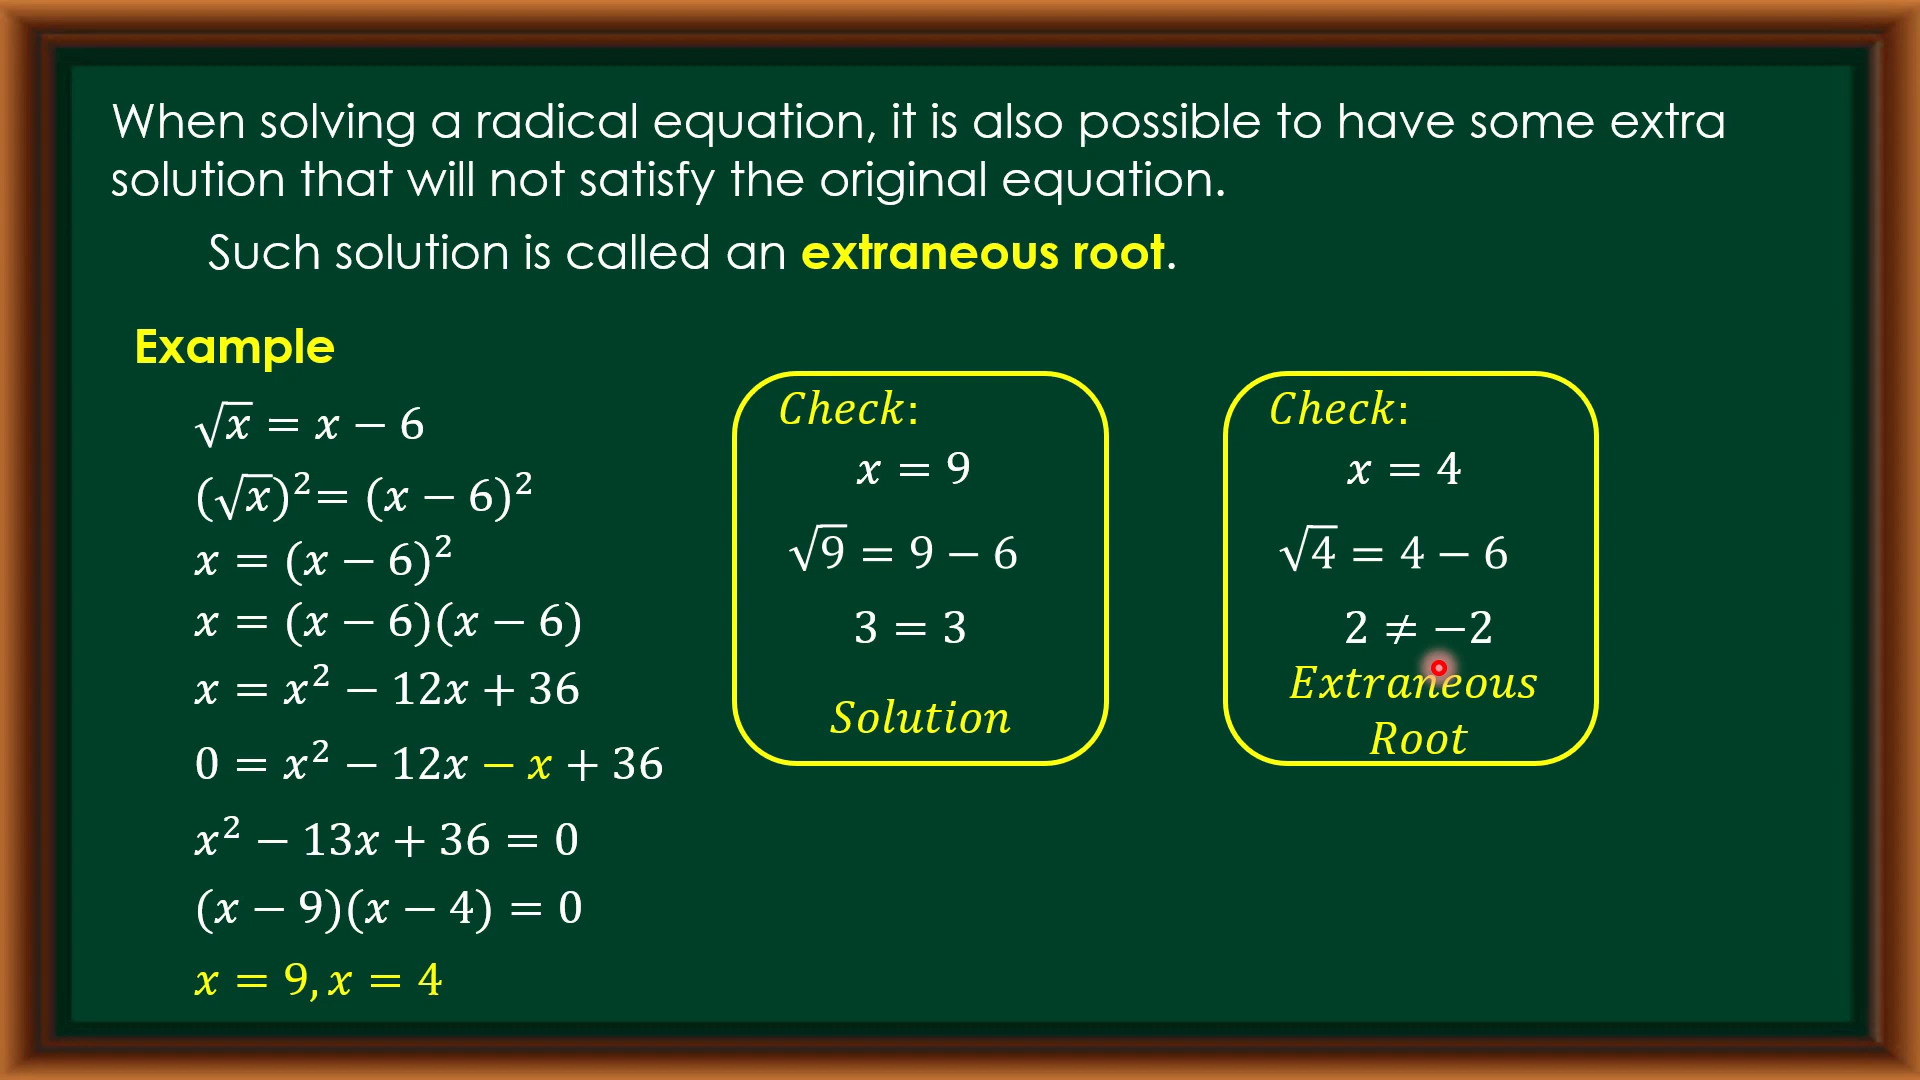 When solving a radical equation, it is also possible to have some extra
solution that will not satisfy the original equation.
Such solution is called an extraneous root.
Example
√x = x − 6
(√x)² = (x − 6)²
x = (x − 6)²
x = (x − 6)(x − 6)
x = x² − 12x + 36
0 = x² − 12x − x + 36
x² − 13x + 36 = 0
(x − 9)(x − 4) = 0
x = 9, x = 4
Check:
x = 9
√9 = 9 − 6
3 = 3
Solution
Check:
x = 4
√4 = 4 − 6
2 ≠ −2
Extraneous
Root